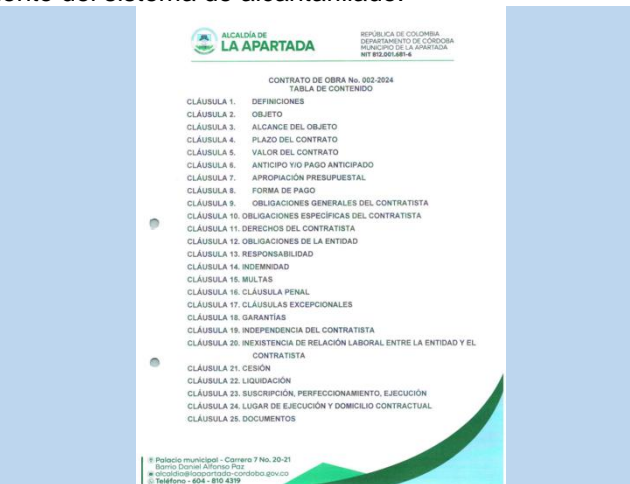 del sistema de alcantarillado.
ALCALDÍA DE
LA APARTADA
REPÚBLICA DE COLOMBIA
DEPARTAMENTO DE CÓRDOBA
MUNICIPIO DE LA APARTADA
NIT 812.001.681-6
CONTRATO DE OBRA No. 002-2024
TABLA DE CONTENIDO
CLÁUSULA 1. DEFINICIONES
CLÁUSULA 2. OBJETO
CLÁUSULA 3. ALCANCE DEL OBJETO
CLÁUSULA 4. PLAZO DEL CONTRATO
CLÁUSULA 5. VALOR DEL CONTRATO
CLÁUSULA 6. ANTICIPO Y/O PAGO ANTICIPADO
CLÁUSULA 7. APROPIACIÓN PRESUPUESTAL
CLÁUSULA 8. FORMA DE PAGO
CLÁUSULA 9. OBLIGACIONES GENERALES DEL CONTRATISTA
CLÁUSULA 10. OBLIGACIONES ESPECÍFICAS DEL CONTRATISTA
CLÁUSULA 11. DERECHOS DEL CONTRATISTA
CLÁUSULA 12. OBLIGACIONES DE LA ENTIDAD
CLÁUSULA 13. RESPONSABILIDAD
CLÁUSULA 14. INDEMNIDAD
CLÁUSULA 15. MULTAS
CLÁUSULA 16. CLÁUSULA PENAL
CLÁUSULA 17. CLÁUSULAS EXCEPCIONALES
CLÁUSULA 18. GARANTÍAS
CLÁUSULA 19. INDEPENDENCIA DEL CONTRATISTA
CLÁUSULA 20. INEXISTENCIA DE RELACIÓN LABORAL ENTRE LA ENTIDAD Y EL
CONTRATISTA
CLÁUSULA 21. CESIÓN
CLÁUSULA 22. LIQUIDACIÓN
CLÁUSULA 23. SUSCRIPCIÓN, PERFECCIONAMIENTO, EJECUCIÓN
CLÁUSULA 24. LUGAR DE EJECUCIÓN Y DOMICILIO CONTRACTUAL
CLÁUSULA 25. DOCUMENTOS
Palacio municipal - Carrera 7 No. 20-21
Barrio Daniel Alfonso Paz
alcaldia@laapartada-cordoba.gov.co
Teléfono - 604 - 810 4319